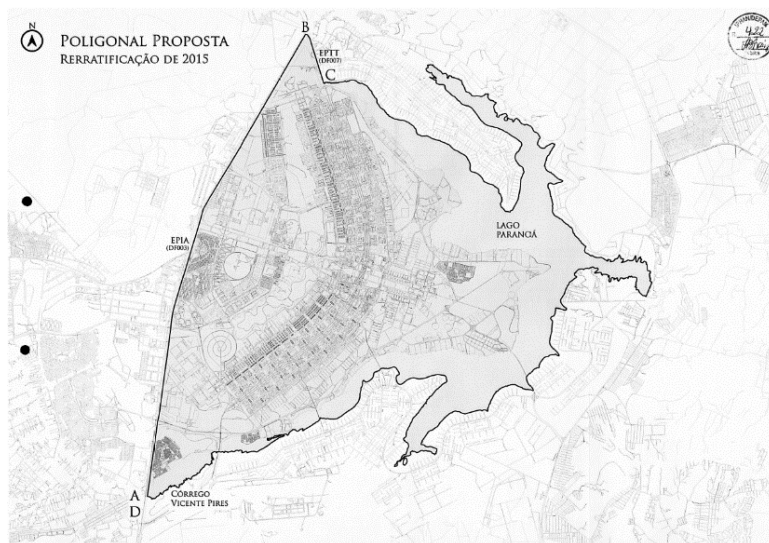 N
POLIGONAL PROPOSTA
RERRATIFICAÇÃO DE 2015
B
EPTT
(DF007)
C
LAGO
PARANOÁ
EPIA
(DF003)
A
D
CÓRREGO
VICENTE PIRES